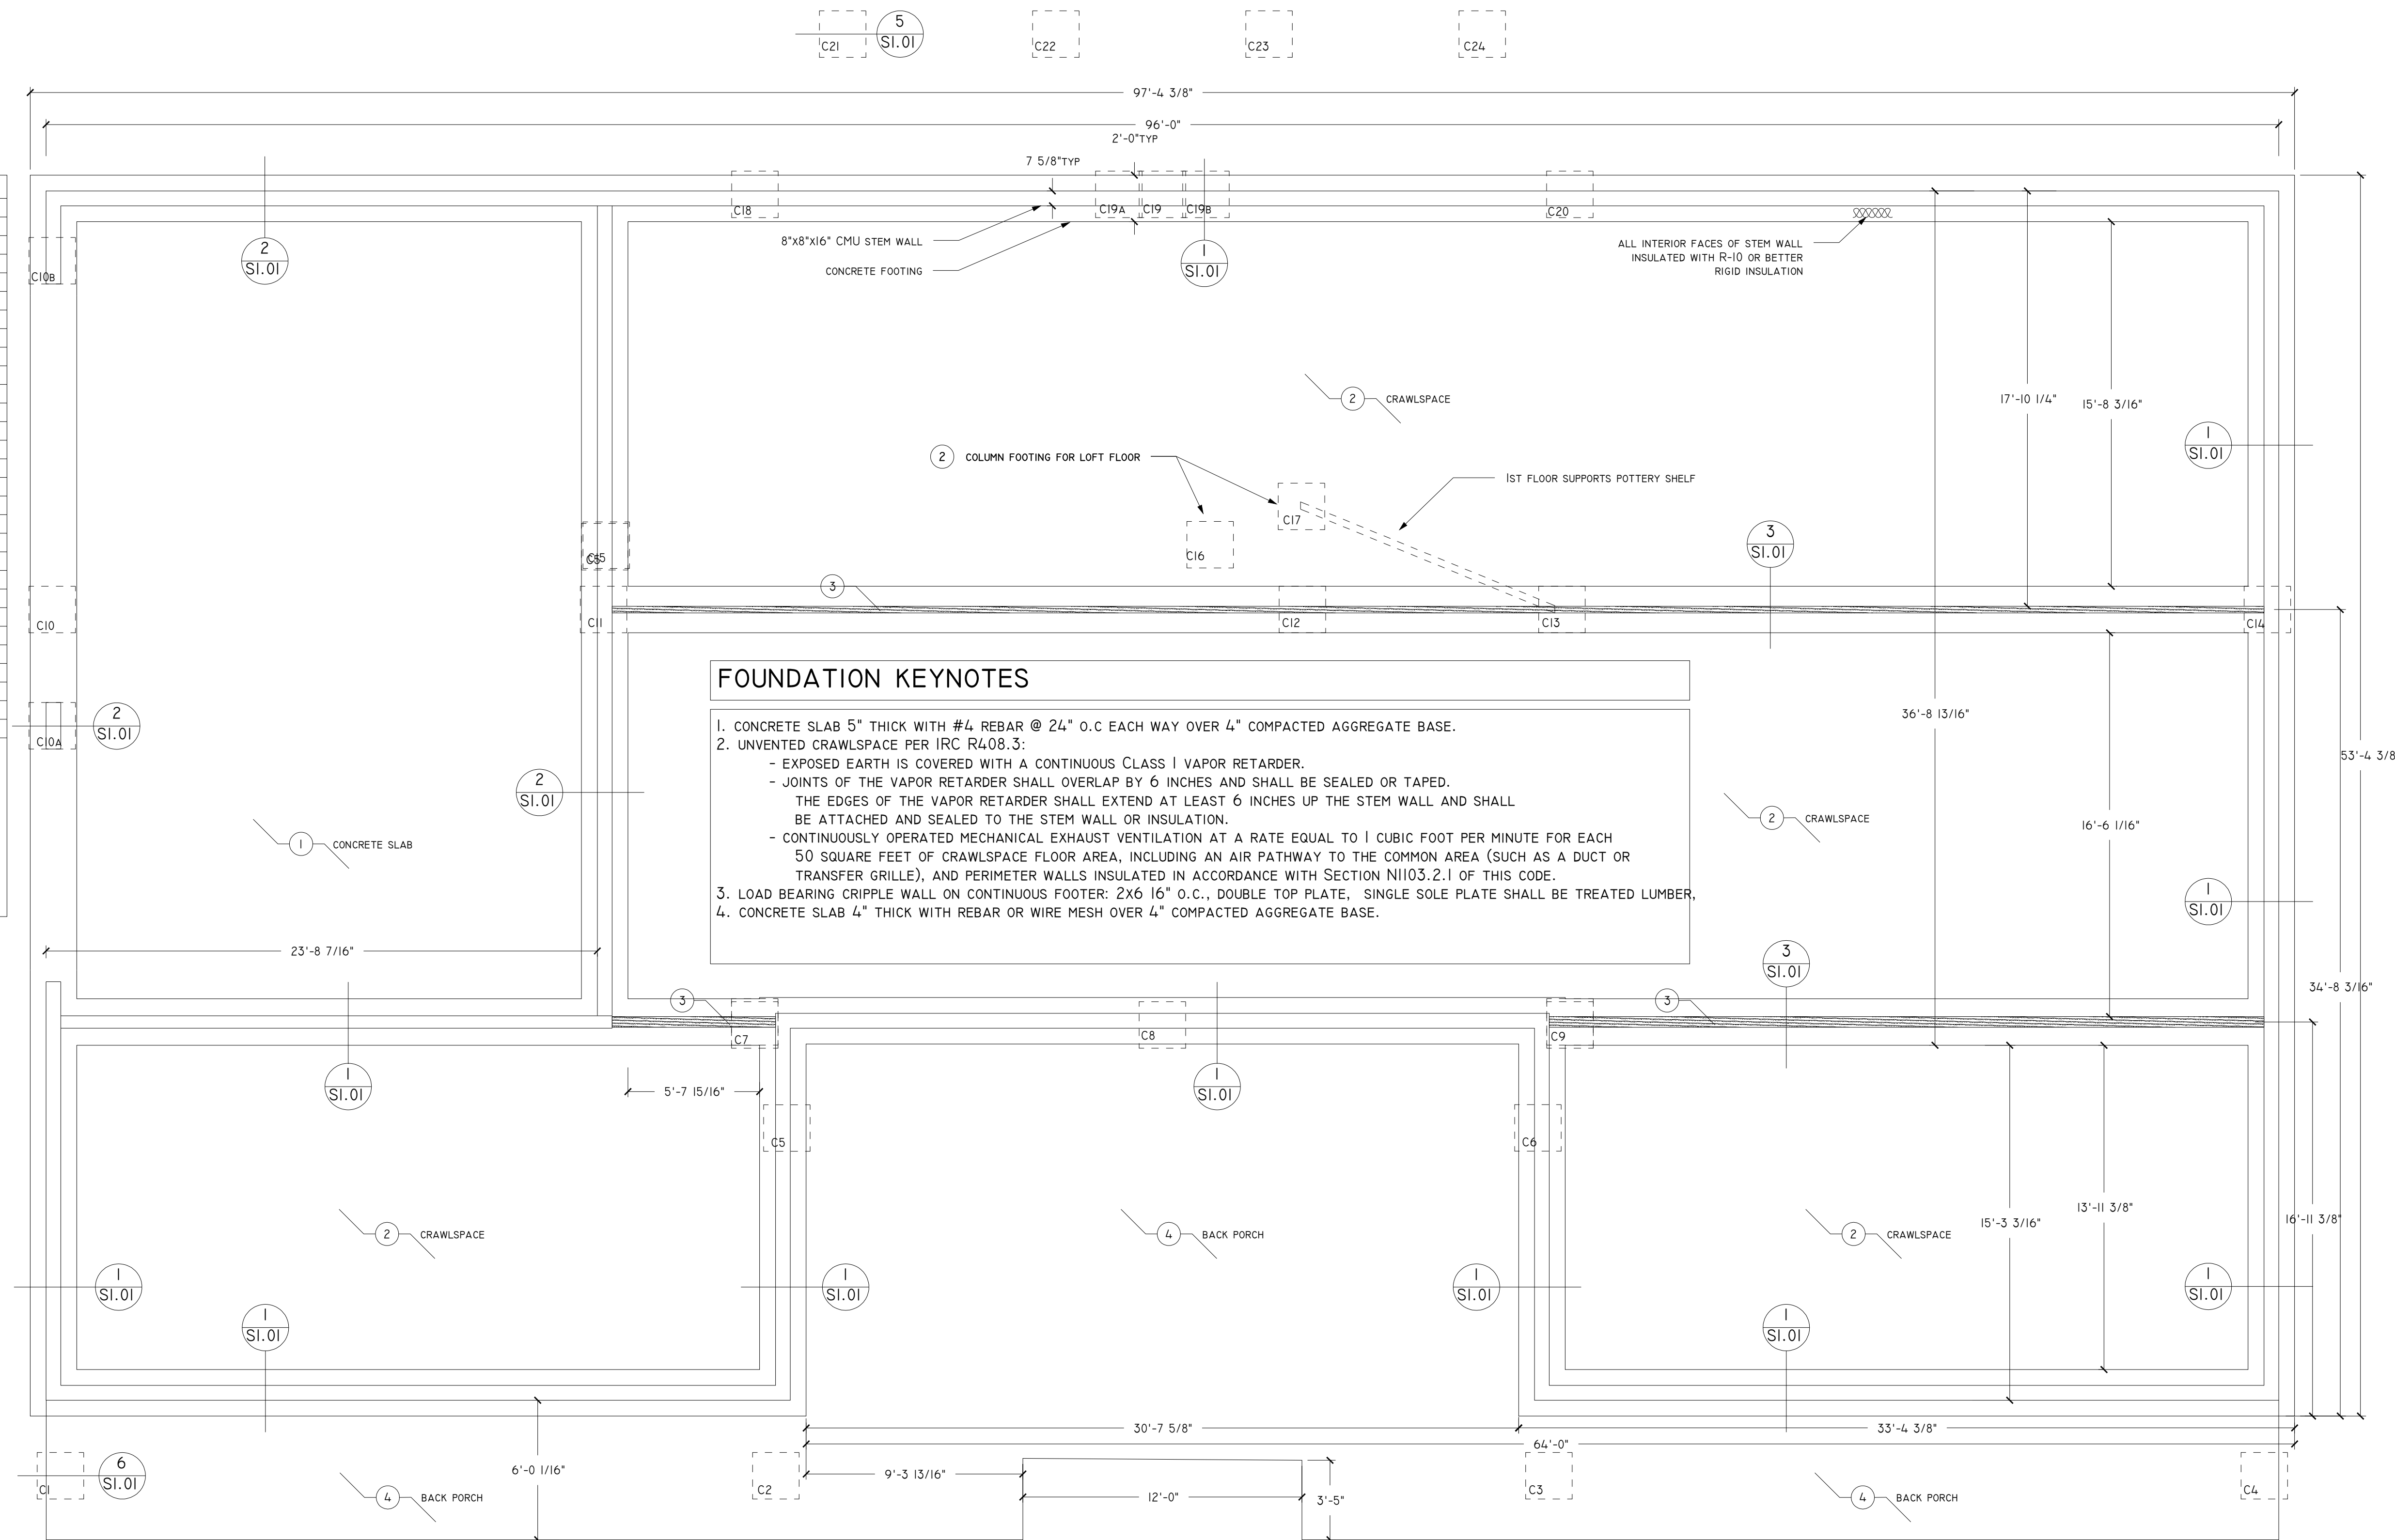 C21
5
S1.01
C22
C23
C24
97'-4 3/8"
96'-0"
2'-0"TYP
7 5/8"TYP
C18
C19A
C19
C19B
C20
8"X8"X16" CMU STEM WALL
CONCRETE FOOTING
2
S1.01
1
S1.01
ALL INTERIOR FACES OF STEM WALL
INSULATED WITH R-10 OR BETTER
RIGID INSULATION
C10B
2 CRAWLSPACE
17'-10 1/4"
15'-8 3/16"
1
S1.01
2 COLUMN FOOTING FOR LOFT FLOOR
1ST FLOOR SUPPORTS POTTERY SHELF
C17
C16
3
S1.01
3
C10
C11
C12
C13
C14
FOUNDATION KEYNOTES
1. CONCRETE SLAB 5" THICK WITH #4 REBAR @ 24" O.C EACH WAY OVER 4" COMPACTED AGGREGATE BASE.
2. UNVENTED CRAWLSPACE PER IRC R408.3:
- EXPOSED EARTH IS COVERED WITH A CONTINUOUS CLASS 1 VAPOR RETARDER.
- JOINTS OF THE VAPOR RETARDER SHALL OVERLAP BY 6 INCHES AND SHALL BE SEALED OR TAPED.
THE EDGES OF THE VAPOR RETARDER SHALL EXTEND AT LEAST 6 INCHES UP THE STEM WALL AND SHALL
BE ATTACHED AND SEALED TO THE STEM WALL OR INSULATION.
- CONTINUOUSLY OPERATED MECHANICAL EXHAUST VENTILATION AT A RATE EQUAL TO 1 CUBIC FOOT PER MINUTE FOR EACH
50 SQUARE FEET OF CRAWLSPACE FLOOR AREA, INCLUDING AN AIR PATHWAY TO THE COMMON AREA (SUCH AS A DUCT OR
TRANSFER GRILLE), AND PERIMETER WALLS INSULATED IN ACCORDANCE WITH SECTION N1103.2.1 OF THIS CODE.
3. LOAD BEARING CRIPPLE WALL ON CONTINUOUS FOOTER: 2X6 16" O.C., DOUBLE TOP PLATE, SINGLE SOLE PLATE SHALL BE TREATED LUMBER,
4. CONCRETE SLAB 4" THICK WITH REBAR OR WIRE MESH OVER 4" COMPACTED AGGREGATE BASE.
36'-8 13/16"
53'-4 3/8
C10A
2
S1.01
2
S1.01
1 CONCRETE SLAB
2 CRAWLSPACE
16'-6 1/16"
1
S1.01
23'-8 7/16"
3
S1.01
34'-8 3/16"
3
3
C7
C8
C9
1
S1.01
5'-7 15/16"
1
S1.01
C5
C6
2 CRAWLSPACE
4 BACK PORCH
2 CRAWLSPACE
15'-3 3/16"
13'-11 3/8"
16'-11 3/8"
1
S1.01
1
S1.01
1
S1.01
1
S1.01
1
S1.01
1
S1.01
30'-7 5/8"
33'-4 3/8"
64'-0"
C1
6
S1.01
4 BACK PORCH
6'-0 1/16"
C2
9'-3 13/16"
12'-0"
3'-5"
C3
4 BACK PORCH
C4